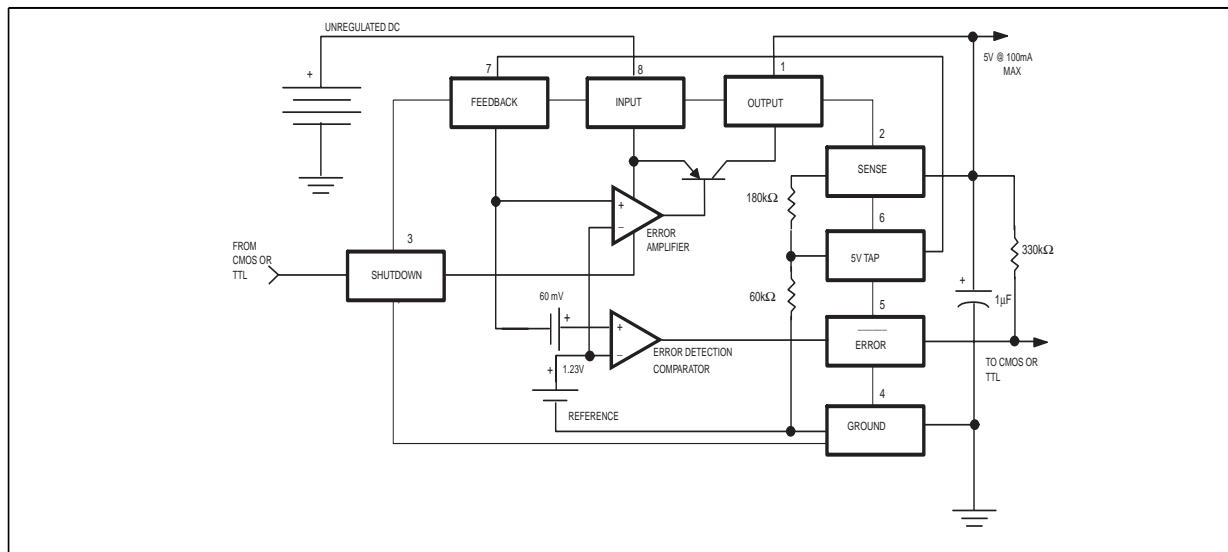 UNREGULATED DC
+
7
8
1
5V @ 100mA
MAX
FEEDBACK
INPUT
OUTPUT
2
SENSE
180kΩ
+
−
ERROR
AMPLIFIER
6
5V TAP
330kΩ
FROM
CMOS OR
TTL
3
SHUTDOWN
60kΩ
+
1µF
60 mV
+
+
−
5
ERROR
ERROR DETECTION
COMPARATOR
TO CMOS OR
TTL
+
1.23V
4
REFERENCE
GROUND